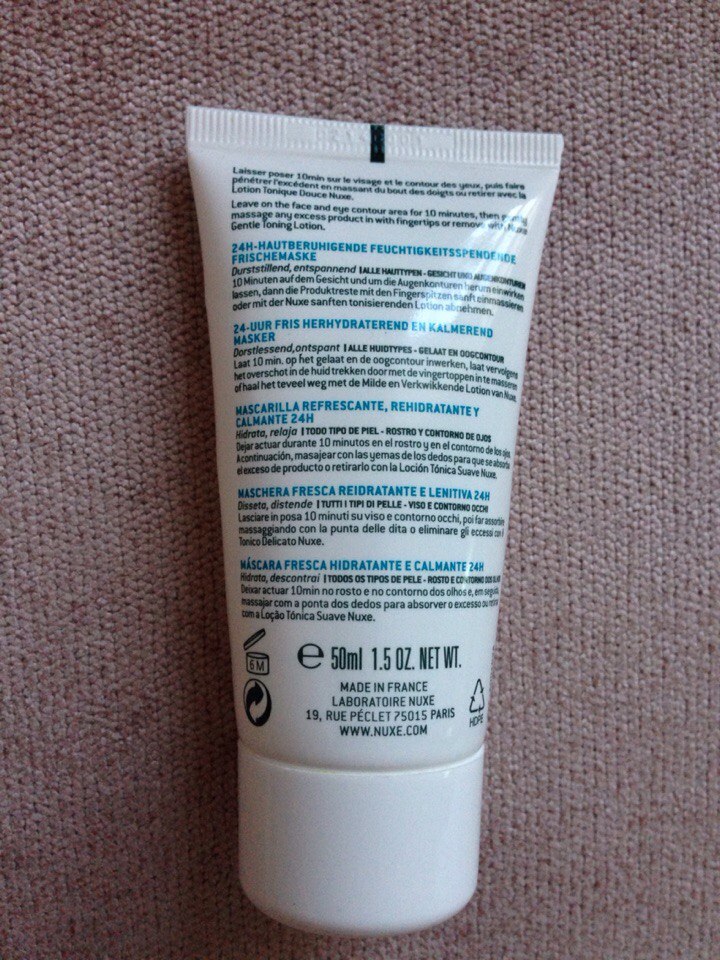 Laisser poser 10min sur le visage et le contour des yeux, puis faire
pénétrer l'excédent en massant du bout des doigts ou retirer avec la
Lotion Tonique Douce Nuxe.
Leave on the face and eye contour area for 10 minutes, then gently
massage any excess product in with fingertips or remove with Nuxe
Gentle Toning Lotion.
24H-HAUTBERUHIGENDE FEUCHTIGKEITSSPENDENDE
FRISCHEMASKE
Durststillend, entspannend | ALLE HAUTTYPEN - GESICHT UND AUGENKONTUREN
10 Minuten auf dem Gesicht und um die Augenkonturen herum einwirken
lassen, dann die Produktreste mit den Fingerspitzen sanft einmassieren
oder mit der Nuxe sanften tonisierenden Lotion abnehmen.
24-UUR FRIS HERHYDRATEREND EN KALMEREND
MASKER
Dorstlessend, ontspant | ALLE HUIDTYPES - GELAAT EN OOGCONTOUR
Laat 10 min. op het gelaat en de oogcontour inwerken, laat vervolgens
het overschot in de huid trekken door met de vingertoppen in te masseren
of haal het teveel weg met de Milde en Verkwikkende Lotion van Nuxe.
MASCARILLA REFRESCANTE, REHIDRATANTE Y
CALMANTE 24H
Hidrata, relaja | TODO TIPO DE PIEL - ROSTRO Y CONTORNO DE OJOS
Dejar actuar durante 10 minutos en el rostro y en el contorno de los ojos.
A continuación, masajear con las yemas de los dedos para que se absorba
el exceso de producto o retirarlo con la Loción Tónica Suave Nuxe.
MASCHERA FRESCA REIDRATANTE E LENITIVA 24H
Disseta, distende | TUTTI I TIPI DI PELLE - VISO E CONTORNO OCCHI
Lasciare in posa 10 minuti su viso e contorno occhi, poi far assorbire
massaggiando con la punta delle dita o eliminare gli eccessi con il
Tonico Delicato Nuxe.
MÁSCARA FRESCA HIDRATANTE E CALMANTE 24H
Hidrata, descontrai | TODOS OS TIPOS DE PELE - ROSTO E CONTORNO DOS OLHOS
Deixar actuar 10min no rosto e no contorno dos olhos e, em seguida,
massajar com a ponta dos dedos para absorver o excesso ou retirar
com a Loção Tónica Suave Nuxe.
6 M
e 50ml 1.5 OZ. NET WT.
MADE IN FRANCE
LABORATOIRE NUXE
19, RUE PÉCLET 75015 PARIS
WWW.NUXE.COM
2
HDPE